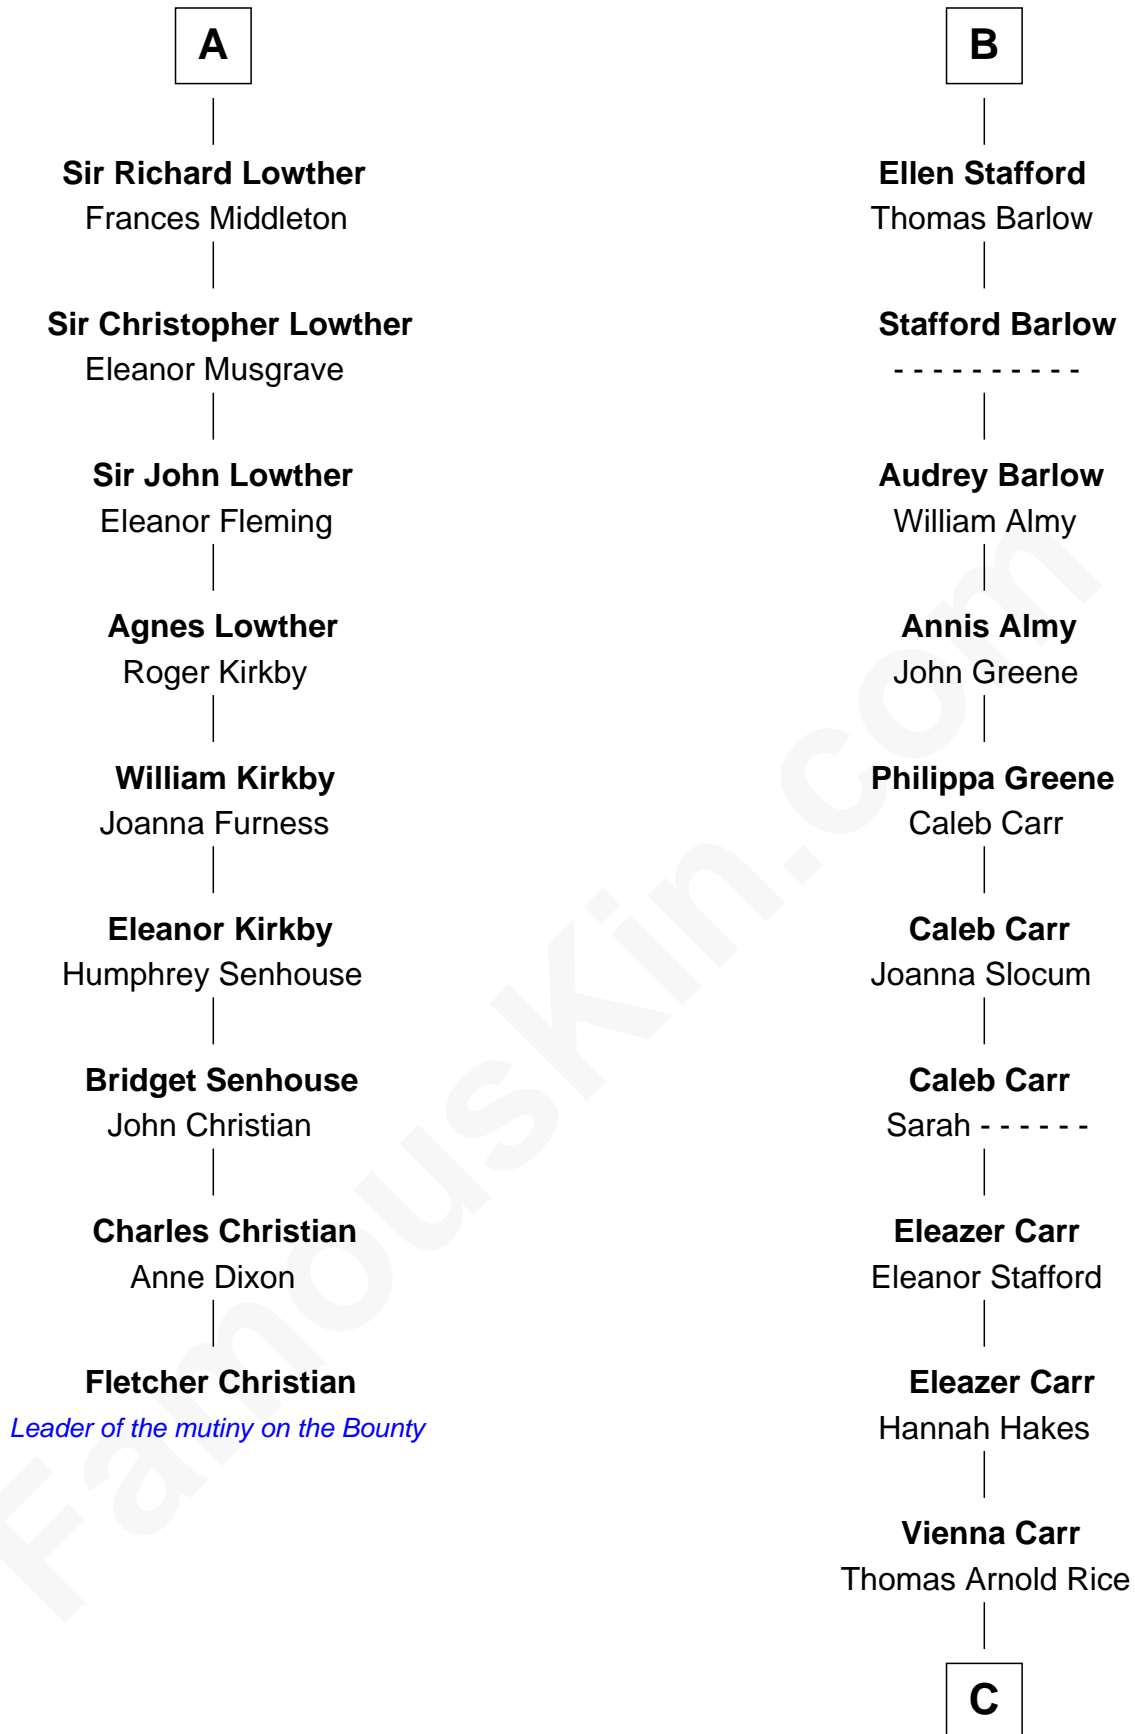 A
Sir Richard Lowther
Frances Middleton
Sir Christopher Lowther
Eleanor Musgrave
Sir John Lowther
Eleanor Fleming
Agnes Lowther
Roger Kirkby
William Kirkby
Joanna Furness
Eleanor Kirkby
Humphrey Senhouse
Bridget Senhouse
John Christian
Charles Christian
Anne Dixon
Fletcher Christian
Leader of the mutiny on the Bounty
B
Ellen Stafford
Thomas Barlow
Stafford Barlow
- - - - - - - - - -
Audrey Barlow
William Almy
Annis Almy
John Greene
Philippa Greene
Caleb Carr
Caleb Carr
Joanna Slocum
Caleb Carr
Sarah - - - - - -
Eleazer Carr
Eleanor Stafford
Eleazer Carr
Hannah Hakes
Vienna Carr
Thomas Arnold Rice
C
FamousKin.com